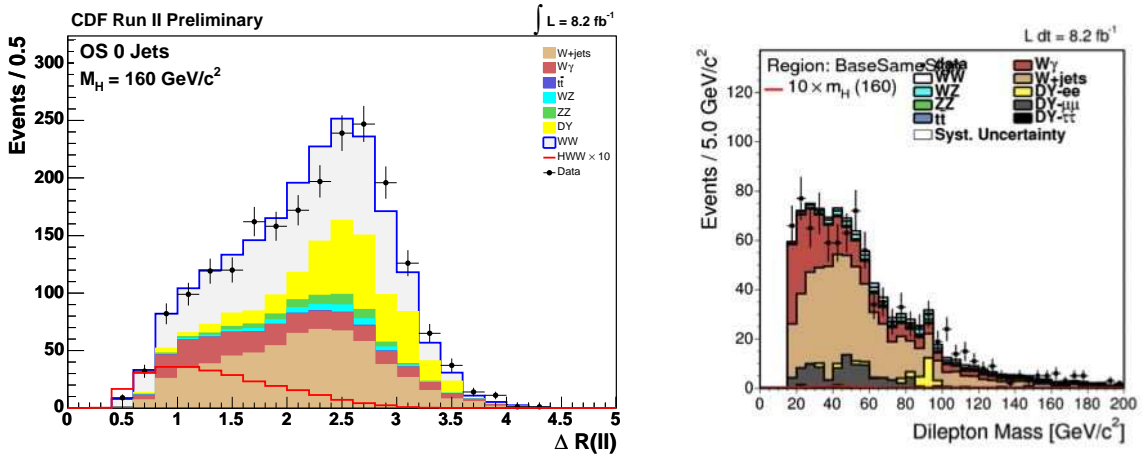 CDF Run II Preliminary
∫ L = 8.2 fb⁻¹
OS 0 Jets
M_H = 160 GeV/c²
W+jets
Wγ
tt̄
WZ
ZZ
DY
WW
HWW × 10
Data
Events / 0.5
300
250
200
150
100
50
0
0 0.5 1 1.5 2 2.5 3 3.5 4 4.5 5
Δ R(ll)
L dt = 8.2 fb⁻¹
Region: BaseSameS
data
10 × m_H (160)
WW
WZ
ZZ
tt
Wγ
W+jets
DY-ee
DY-μμ
DY-ττ
Syst. Uncertainty
Events / 5.0 GeV/c²
120
100
80
60
40
20
0
0 20 40 60 80 100 120 140 160 180 200
Dilepton Mass [GeV/c²]